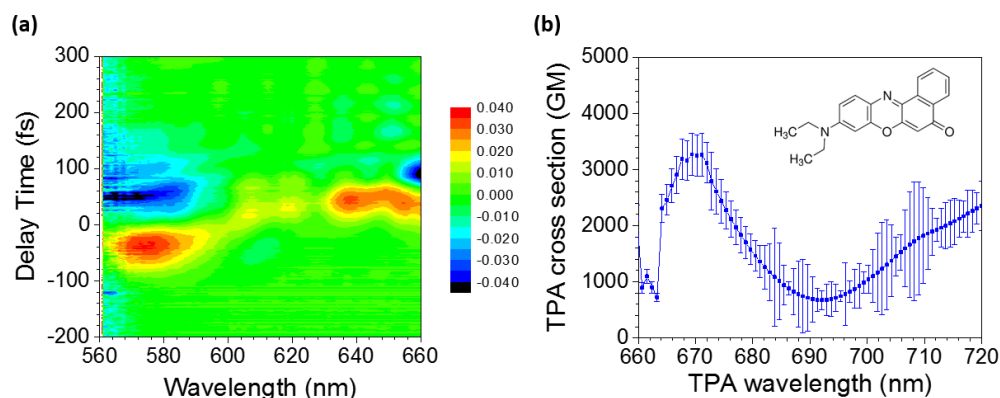 (a)
Delay Time (fs)
300
200
100
0
-100
-200
560
580
600
620
640
660
Wavelength (nm)
0.040
0.030
0.020
0.010
0.000
-0.010
-0.020
-0.030
-0.040
(b)
TPA cross section (GM)
5000
4000
3000
2000
1000
0
660
670
680
690
700
710
720
TPA wavelength (nm)
N
O
O
N
H₃C
H₃C